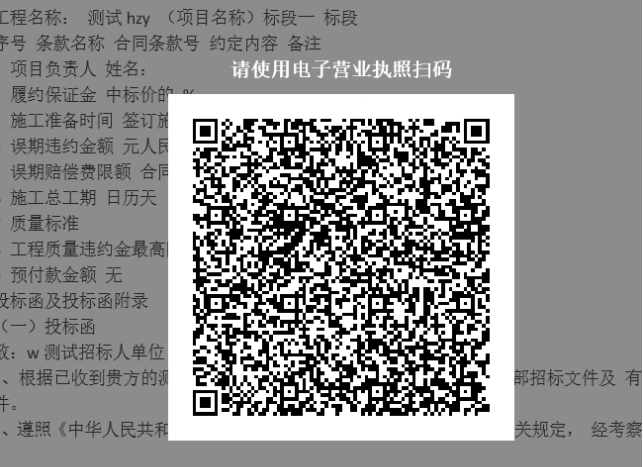 工程名称： 测试 hzy （项目名称）标段一 标段
序号 条款名称 合同条款号 约定内容 备注
项目负责人 姓名：
请使用电子营业执照扫码
履约保证金 中标价的 %
施工准备时间 签订施
误期违约金额 元人民
误期赔偿费限额 合同
施工总工期 日历天
质量标准
工程质量违约金最高
预付款金额 无
投标函及投标函附录
（一）投标函
致：w 测试招标人单位
、根据已收到贵方的测 部招标文件及 有
件。
、遵照《中华人民共和 关规定， 经考察